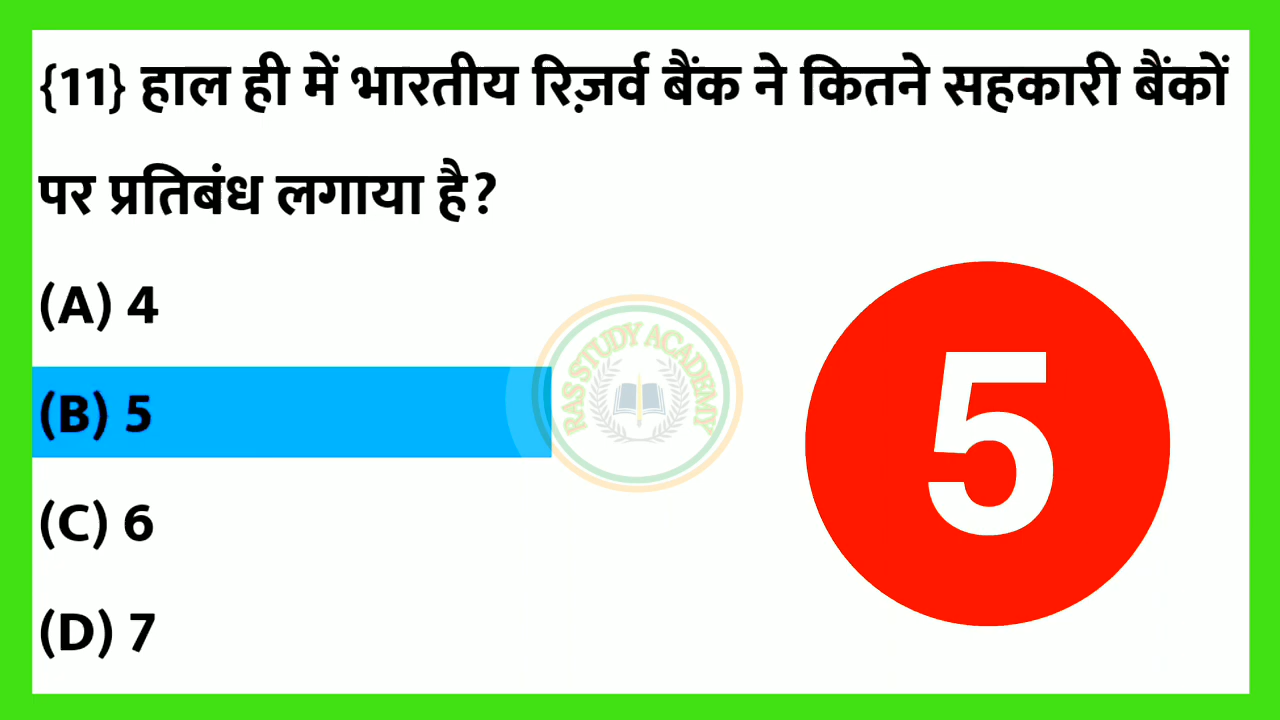 {11} हाल ही में भारतीय रिज़र्व बैंक ने कितने सहकारी बैंकों
पर प्रतिबंध लगाया है?
(A) 4
(B) 5
(C) 6
(D) 7
RAS STUDY ACADEMY
5